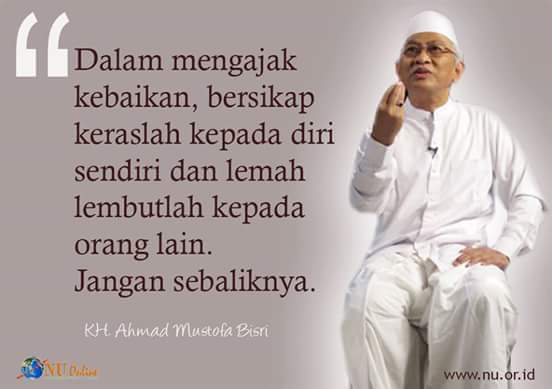 “
Dalam mengajak
kebaikan, bersikap
keraslah kepada diri
sendiri dan lemah
lembutlah kepada
orang lain.
Jangan sebaliknya.
KH. Ahmad Mustofa Bisri
NU Online
www.nu.or.id